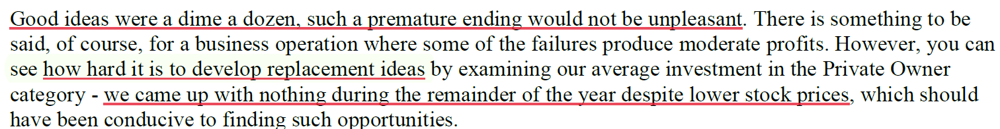 Good ideas were a dime a dozen, such a premature ending would not be unpleasant. There is something to be
said, of course, for a business operation where some of the failures produce moderate profits. However, you can
see how hard it is to develop replacement ideas by examining our average investment in the Private Owner
category - we came up with nothing during the remainder of the year despite lower stock prices, which should
have been conducive to finding such opportunities.